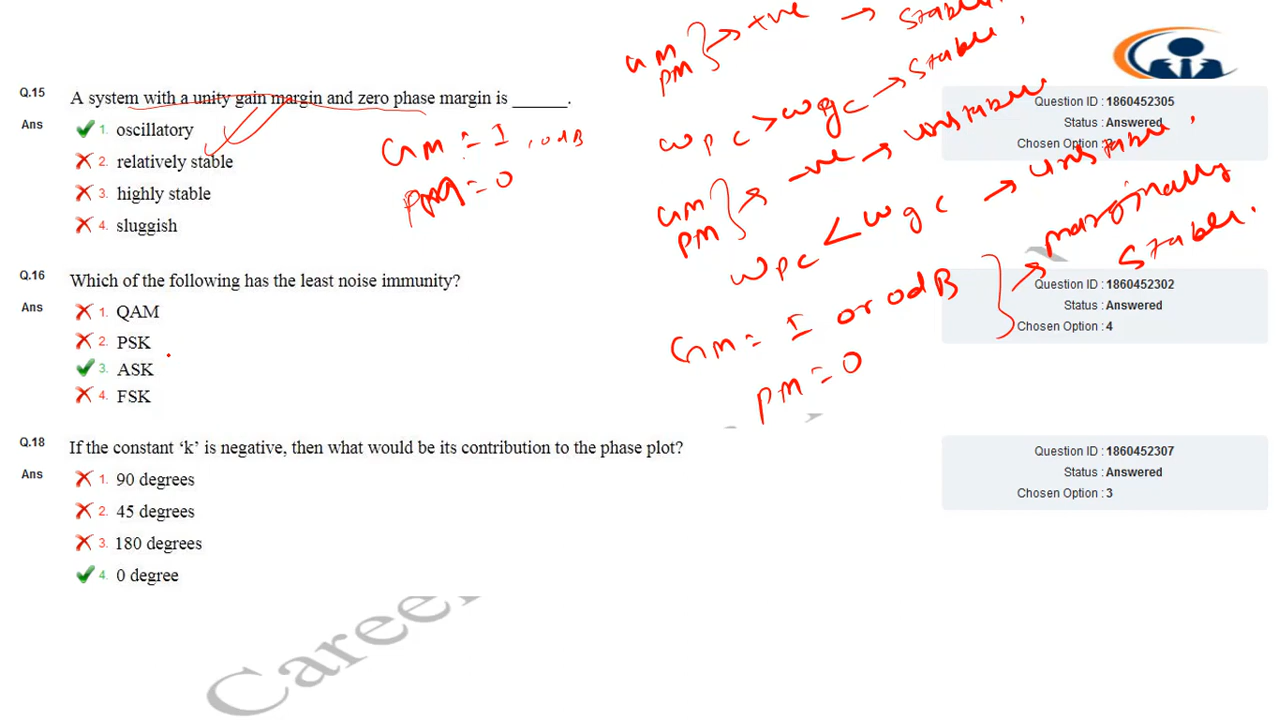 Q.15 A system with a unity gain margin and zero phase margin is ______.
Ans 1. oscillatory
2. relatively stable
3. highly stable
4. sluggish
Question ID : 1860452305
Status : Answered
Chosen Option :
GM = 1 , 0dB
PM = 0
GM
PM } → +ve → stable.
wpc > wgc → stable.
GM
PM } → -ve → unstable
wpc < wgc → unstable.
GM = 1 or 0dB
PM = 0
} → marginally
stable.
Q.16 Which of the following has the least noise immunity?
Ans 1. QAM
2. PSK
3. ASK
4. FSK
Question ID : 1860452302
Status : Answered
Chosen Option : 4
Q.18 If the constant ‘k’ is negative, then what would be its contribution to the phase plot?
Ans 1. 90 degrees
2. 45 degrees
3. 180 degrees
4. 0 degree
Question ID : 1860452307
Status : Answered
Chosen Option : 3
Career